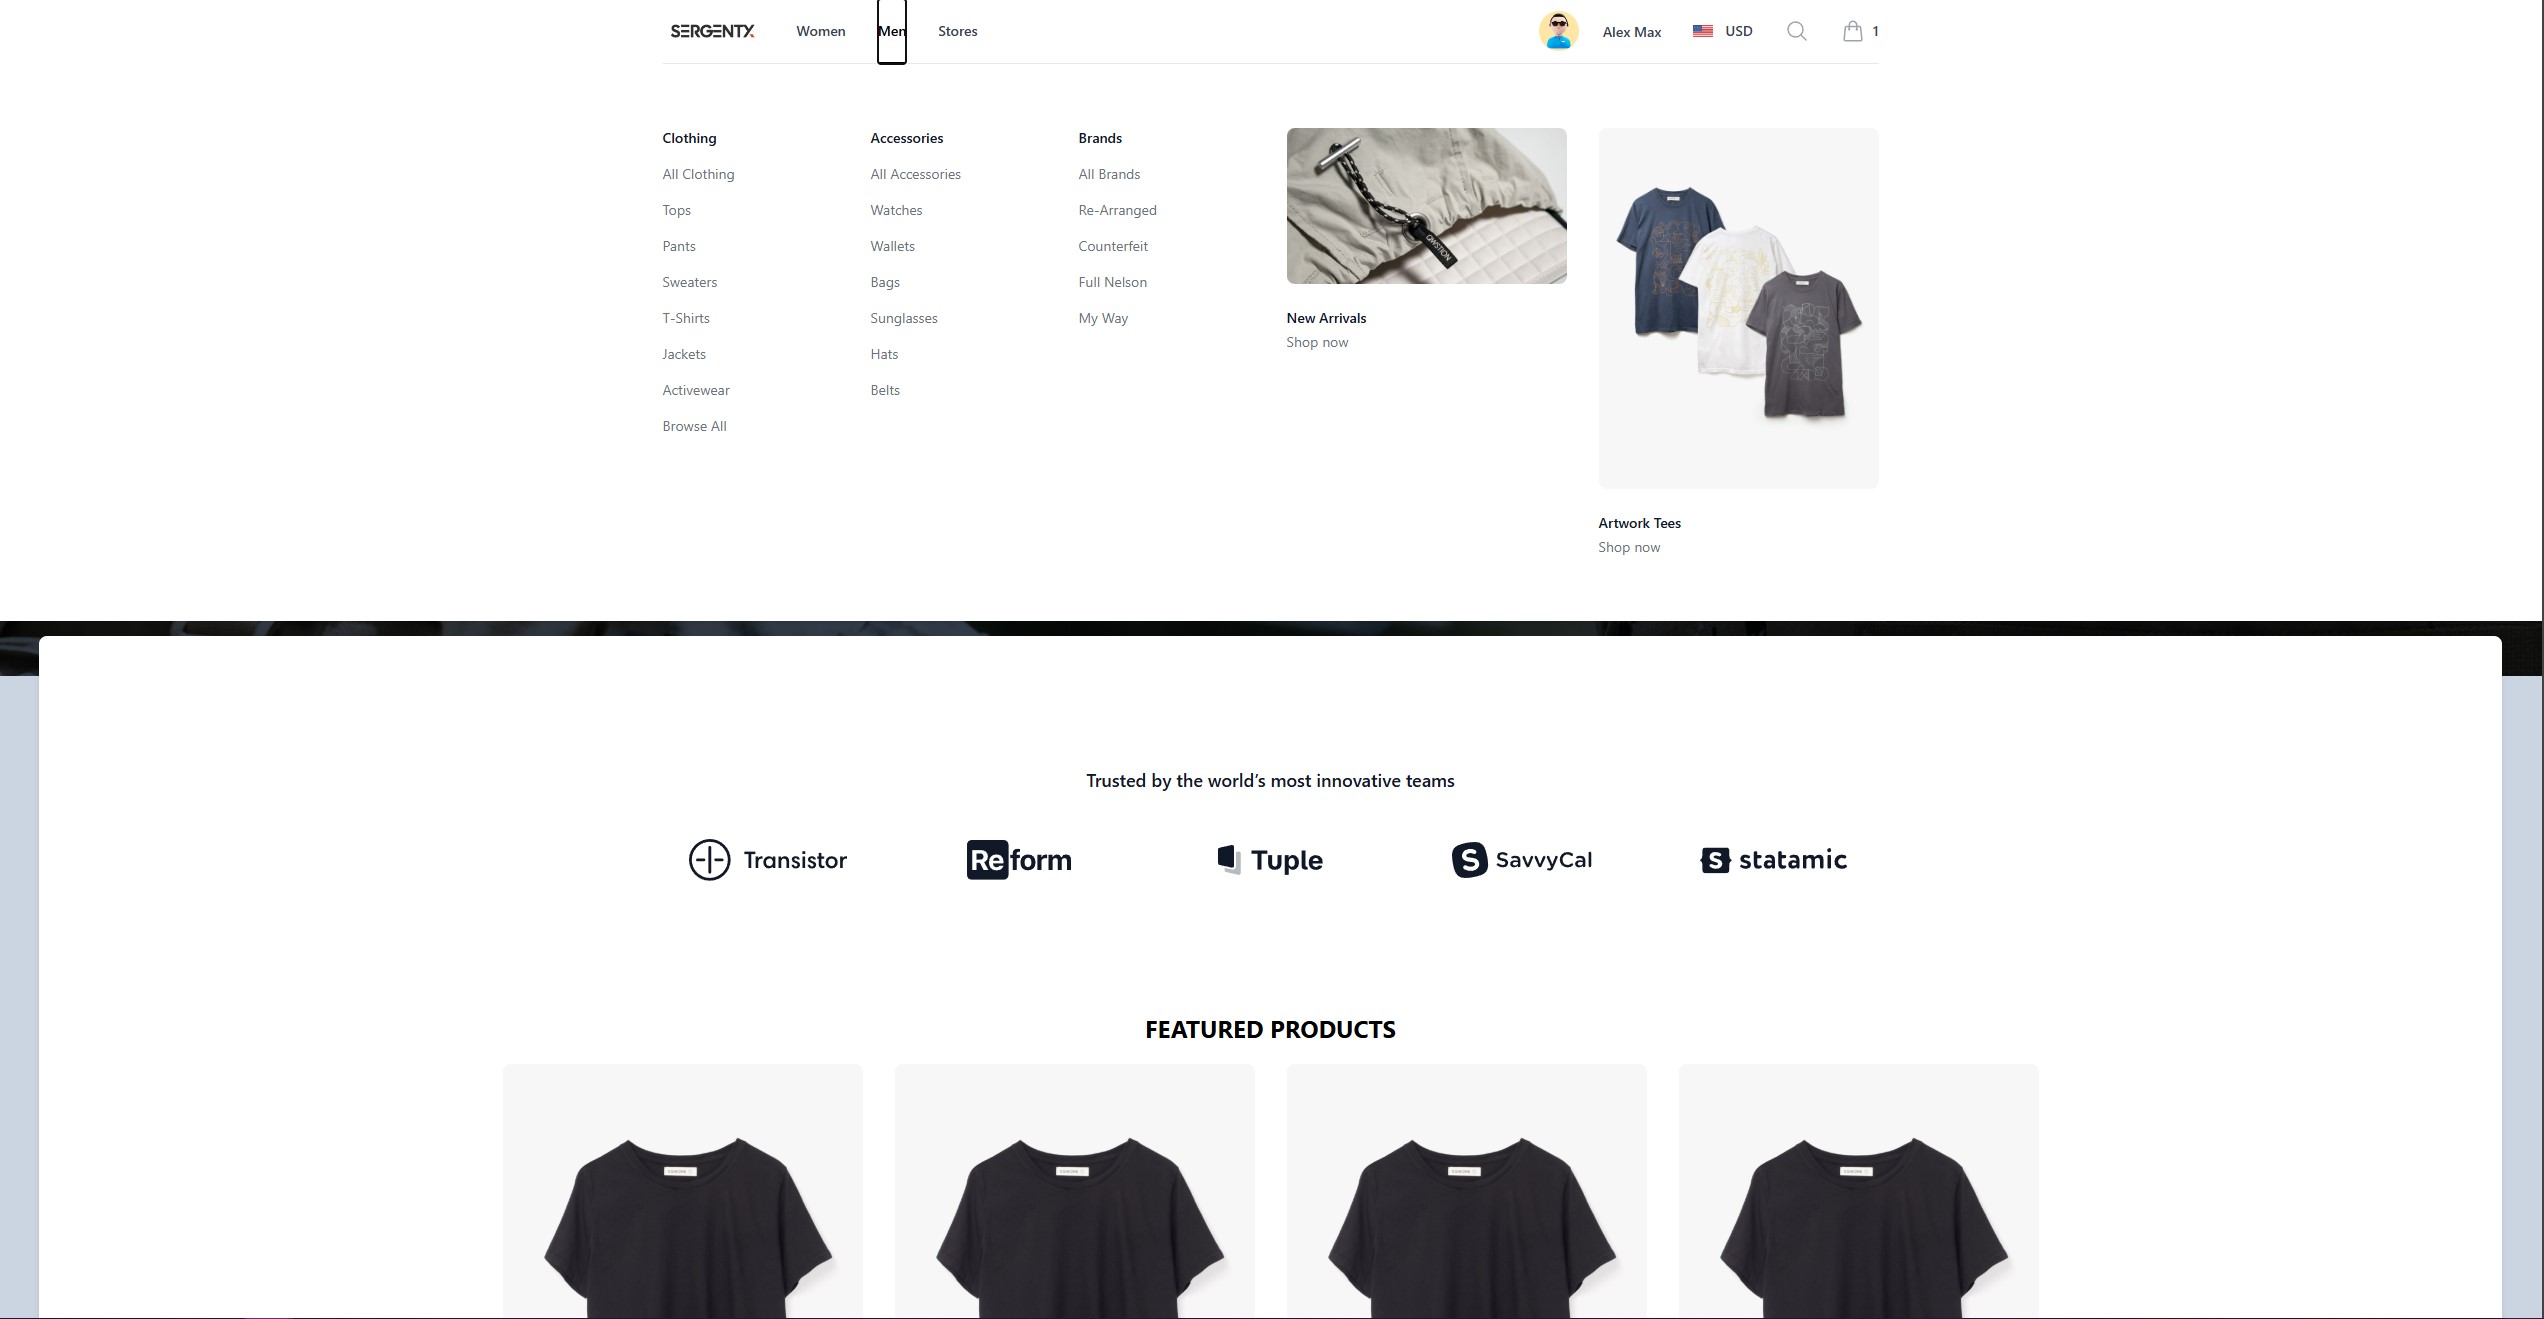 SERGENTX
Women
Men
Stores
Alex Max
USD
1
Clothing
All Clothing
Tops
Pants
Sweaters
T-Shirts
Jackets
Activewear
Browse All
Accessories
All Accessories
Watches
Wallets
Bags
Sunglasses
Hats
Belts
Brands
All Brands
Re-Arranged
Counterfeit
Full Nelson
My Way
QWSTION
New Arrivals
Shop now
Artwork Tees
Shop now
Trusted by the world’s most innovative teams
Transistor
Reform
Tuple
S SavvyCal
S statamic
FEATURED PRODUCTS